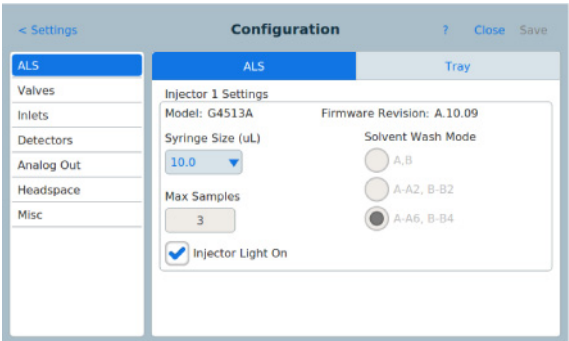 < Settings Configuration ? Close Save
ALS
Valves
Inlets
Detectors
Analog Out
Headspace
Misc
ALS Tray
Injector 1 Settings
Model: G4513A Firmware Revision: A.10.09
Syringe Size (uL) Solvent Wash Mode
10.0 A,B
A-A2, B-B2
Max Samples
3 A-A6, B-B4
Injector Light On